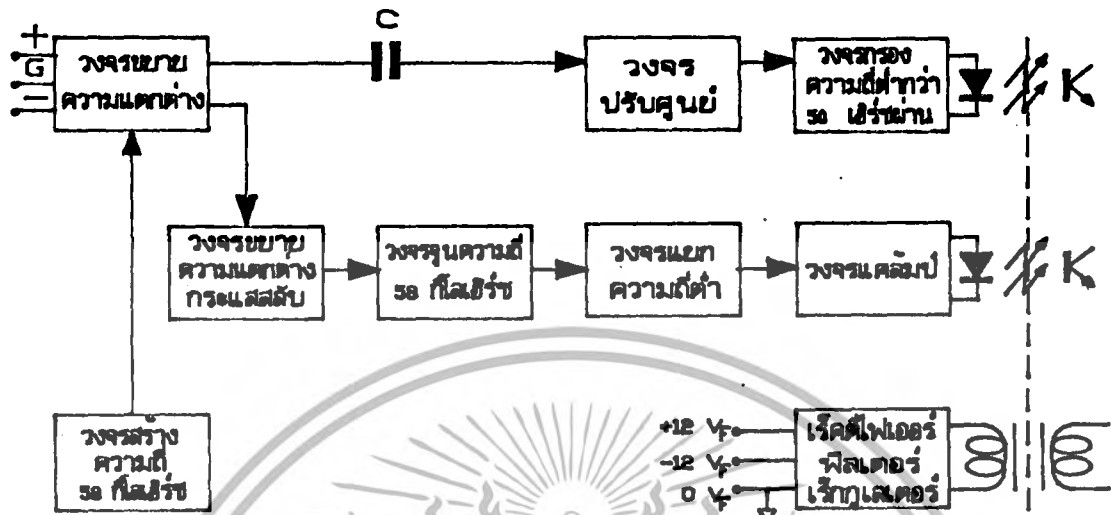 +
G
−
วงจรขยาย
ความแตกต่าง
C
วงจร
ปรับศูนย์
วงจรกรอง
ความถี่ต่ำกว่า
50 เฮิร์ซผ่าน
วงจรขยาย
ความแตกต่าง
กระแสสลับ
วงจรจูนความถี่
50 กิโลเฮิร์ซ
วงจรแยก
ความถี่ต่ำ
วงจรแคล้มป์
วงจรสร้าง
ความถี่
50 กิโลเฮิร์ซ
+12 VF
-12 VF
0 VF
เร็คติไฟเออร์
ฟิลเตอร์
เร็กกูเลเตอร์